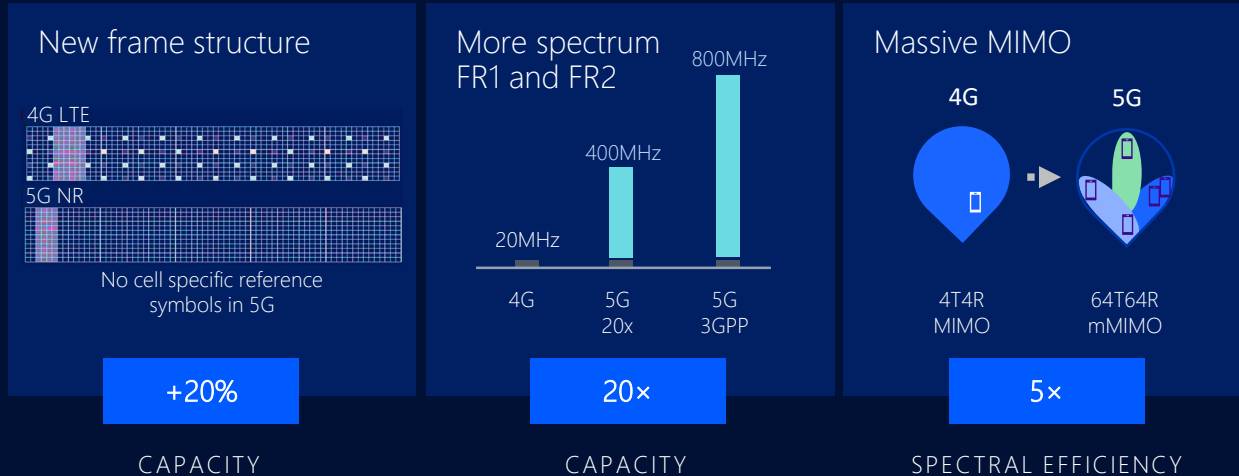 New frame structure
4G LTE
5G NR
No cell specific reference
symbols in 5G
+20%
CAPACITY
More spectrum
FR1 and FR2
800MHz
400MHz
20MHz
4G
5G
20x
5G
3GPP
20×
CAPACITY
Massive MIMO
4G
5G
4T4R
MIMO
64T64R
mMIMO
5×
SPECTRAL EFFICIENCY